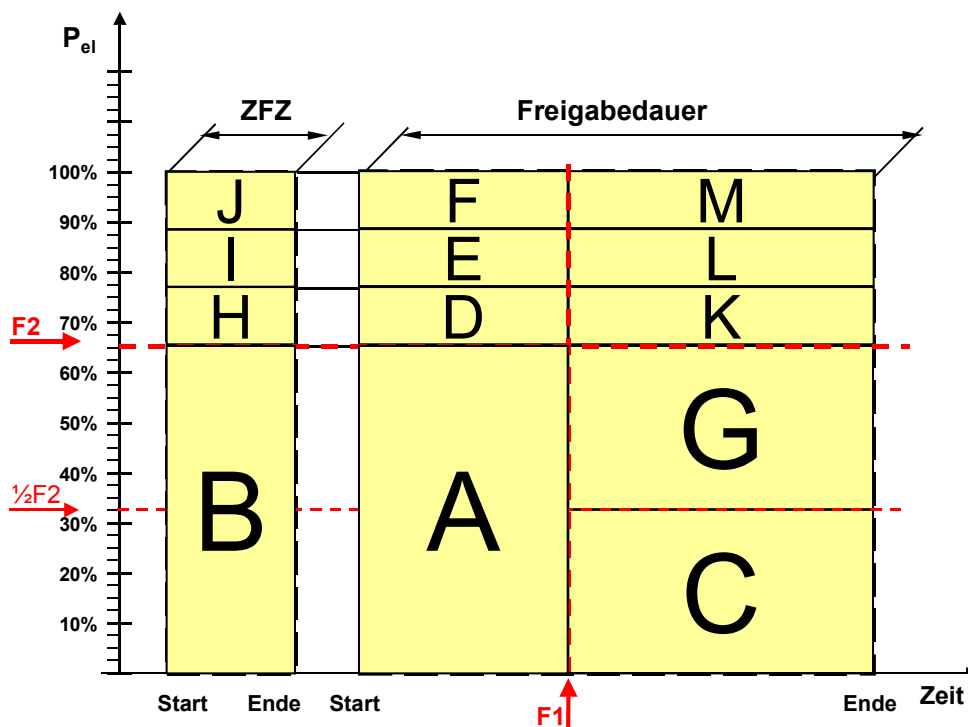 P_el
ZFZ Freigabedauer
100%
90%
80%
70%
60%
50%
40%
30%
20%
10%
F2
½F2
J F M
I E L
H D K
B A G
C
Start Ende Start F1 Ende Zeit